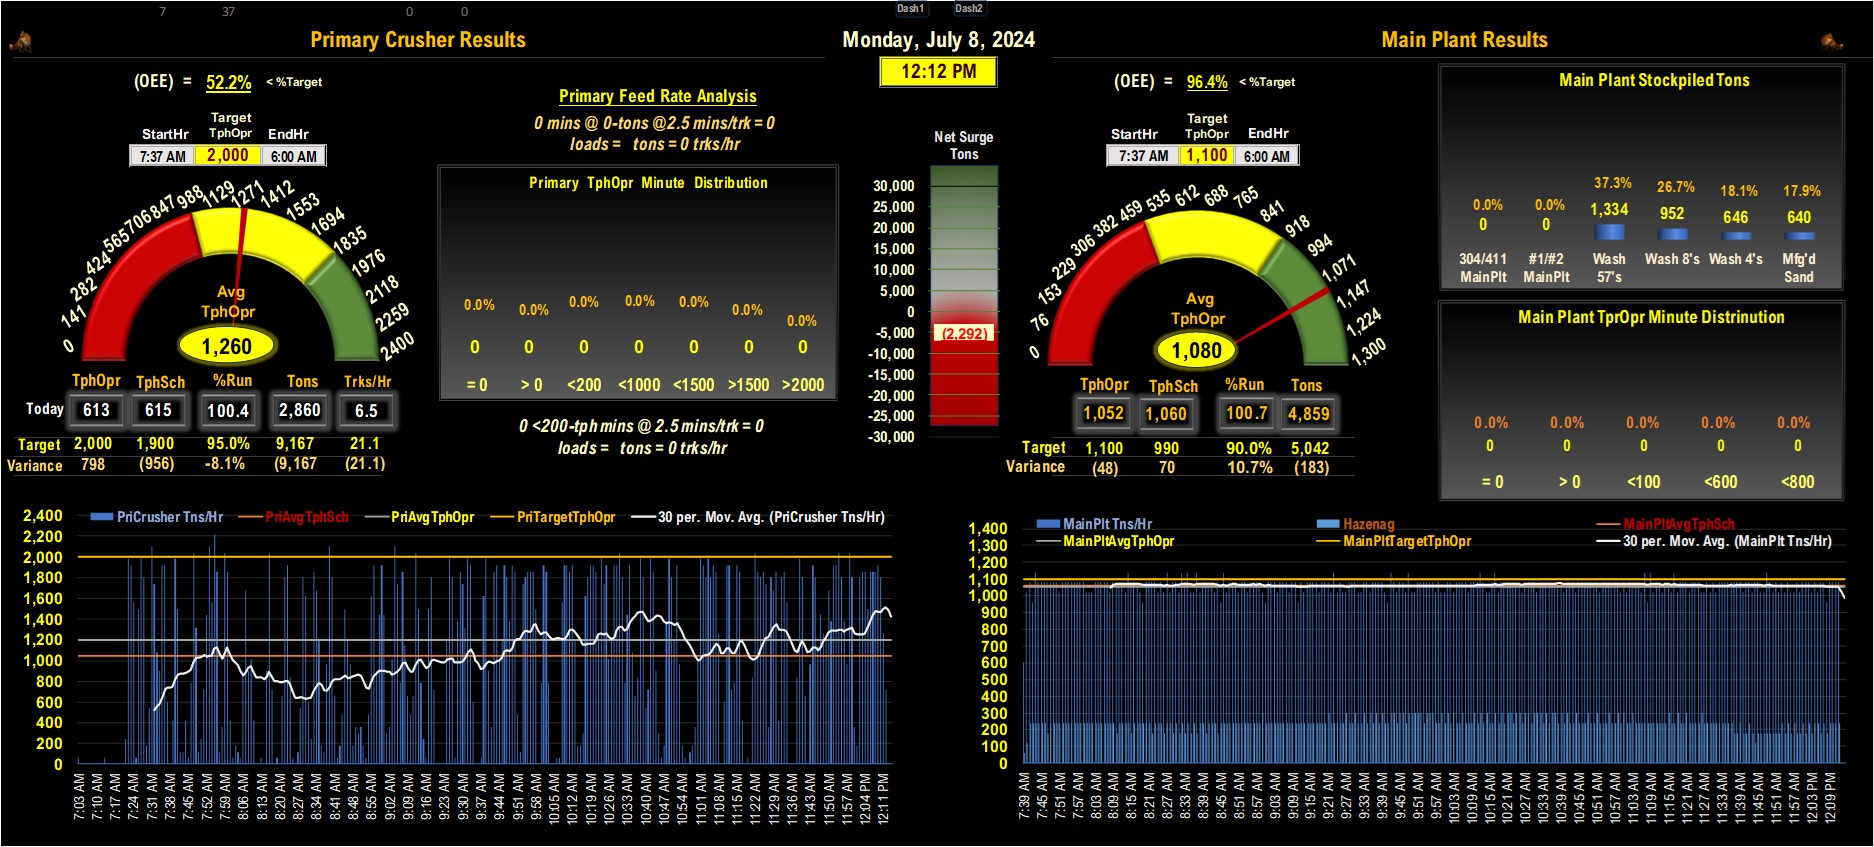 7 37 0 0 Dash1 Dash2
Primary Crusher Results
Monday, July 8, 2024
Main Plant Results
12:12 PM
(OEE) = 52.2% < %Target
Target
StartHr TphOpr EndHr
7:37 AM 2,000 6:00 AM
0 141 282 424 565 706 847 988 1129 1271 1412 1553 1694 1835 1976 2118 2259 2400
Avg
TphOpr
1,260
TphOpr TphSch %Run Tons Trks/Hr
Today 613 615 100.4 2,860 6.5
Target 2,000 1,900 95.0% 9,167 21.1
Variance 798 (956) -8.1% (9,167) (21.1)
Primary Feed Rate Analysis
0 mins @ 0-tons @2.5 mins/trk = 0
loads = tons = 0 trks/hr
Primary TphOpr Minute Distribution
0.0% 0.0% 0.0% 0.0% 0.0% 0.0% 0.0%
0 0 0 0 0 0 0
= 0 > 0 <200 <1000 <1500 >1500 >2000
0 <200-tph mins @ 2.5 mins/trk = 0
loads = tons = 0 trks/hr
Net Surge
Tons
30,000
25,000
20,000
15,000
10,000
5,000
0
-5,000
(2,292)
-10,000
-15,000
-20,000
-25,000
-30,000
(OEE) = 96.4% < %Target
Target
StartHr TphOpr EndHr
7:37 AM 1,100 6:00 AM
0 76 153 229 306 382 459 535 612 688 765 841 918 994 1,071 1,147 1,224 1,300
Avg
TphOpr
1,080
TphOpr TphSch %Run Tons
1,052 1,060 100.7 4,859
Target 1,100 990 90.0% 5,042
Variance (48) 70 10.7% (183)
Main Plant Stockpiled Tons
0.0% 0.0% 37.3% 26.7% 18.1% 17.9%
0 0 1,334 952 646 640
304/411 #1/#2 Wash Wash 8's Wash 4's Mfg'd
MainPlt MainPlt 57's Sand
Main Plant TprOpr Minute Distrinution
0.0% 0.0% 0.0% 0.0% 0.0%
0 0 0 0 0
= 0 > 0 <100 <600 <800
PriCrusher Tns/Hr PriAvgTphSch PriAvgTphOpr PriTargetTphOpr 30 per. Mov. Avg. (PriCrusher Tns/Hr)
2,400
2,200
2,000
1,800
1,600
1,400
1,200
1,000
800
600
400
200
0
7:03 AM 7:10 AM 7:17 AM 7:24 AM 7:31 AM 7:38 AM 7:45 AM 7:52 AM 7:59 AM 8:06 AM 8:13 AM 8:20 AM 8:27 AM 8:34 AM 8:41 AM 8:48 AM 8:55 AM 9:02 AM 9:09 AM 9:16 AM 9:23 AM 9:30 AM 9:37 AM 9:44 AM 9:51 AM 9:58 AM 10:05 AM 10:12 AM 10:19 AM 10:26 AM 10:33 AM 10:40 AM 10:47 AM 10:54 AM 11:01 AM 11:08 AM 11:15 AM 11:22 AM 11:29 AM 11:36 AM 11:43 AM 11:50 AM 11:57 AM 12:04 PM 12:11 PM
MainPlt Tns/Hr Hazenag MainPltAvgTphSch
MainPltAvgTphOpr MainPltTargetTphOpr 30 per. Mov. Avg. (MainPlt Tns/Hr)
1,400
1,300
1,200
1,100
1,000
900
800
700
600
500
400
300
200
100
0
7:39 AM 7:45 AM 7:51 AM 7:57 AM 8:03 AM 8:09 AM 8:15 AM 8:21 AM 8:27 AM 8:33 AM 8:39 AM 8:45 AM 8:51 AM 8:57 AM 9:03 AM 9:09 AM 9:15 AM 9:21 AM 9:27 AM 9:33 AM 9:39 AM 9:45 AM 9:51 AM 9:57 AM 10:03 AM 10:09 AM 10:15 AM 10:21 AM 10:27 AM 10:33 AM 10:39 AM 10:45 AM 10:51 AM 10:57 AM 11:03 AM 11:09 AM 11:15 AM 11:21 AM 11:27 AM 11:33 AM 11:39 AM 11:45 AM 11:51 AM 11:57 AM 12:03 PM 12:09 PM